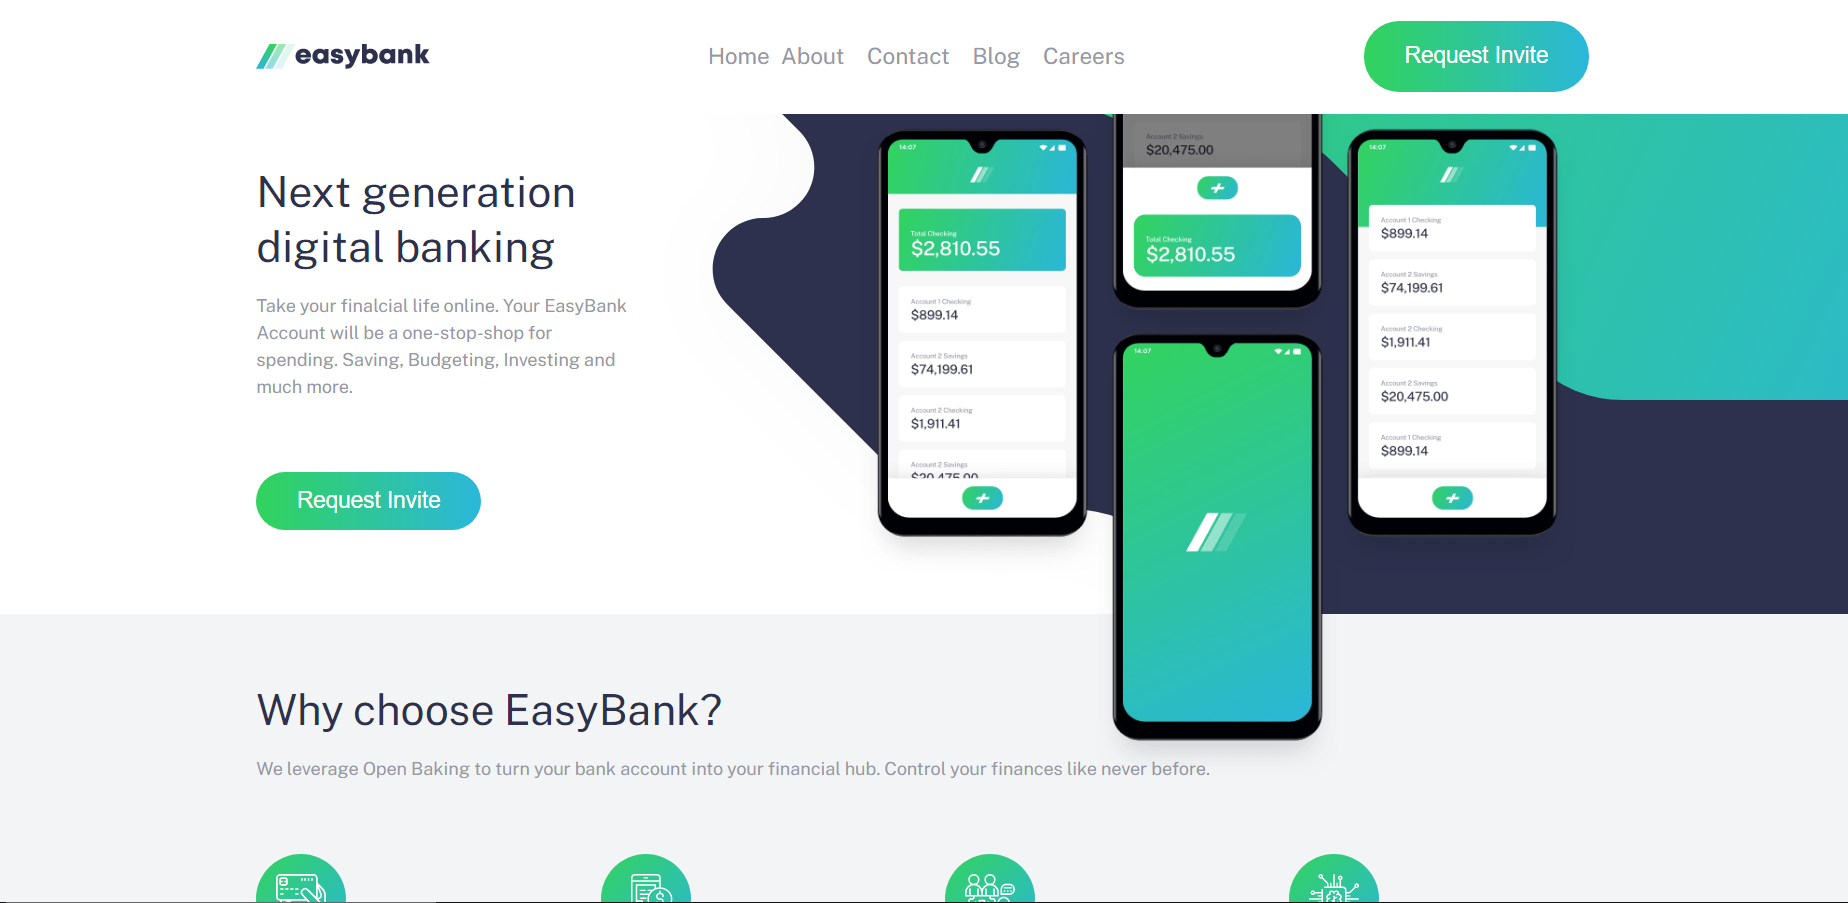 easybank
Home About Contact Blog Careers
Request Invite
Next generation
digital banking
Take your finalcial life online. Your EasyBank
Account will be a one-stop-shop for
spending. Saving, Budgeting, Investing and
much more.
Request Invite
14:07
Total Checking
$2,810.55
Account 1 Checking
$899.14
Account 2 Savings
$74,199.61
Account 2 Checking
$1,911.41
Account 2 Savings
$20,475.00
Account 2 Savings
$20,475.00
Total Checking
$2,810.55
14:07
14:07
Account 1 Checking
$899.14
Account 2 Savings
$74,199.61
Account 2 Checking
$1,911.41
Account 2 Savings
$20,475.00
Account 1 Checking
$899.14
Why choose EasyBank?
We leverage Open Baking to turn your bank account into your financial hub. Control your finances like never before.